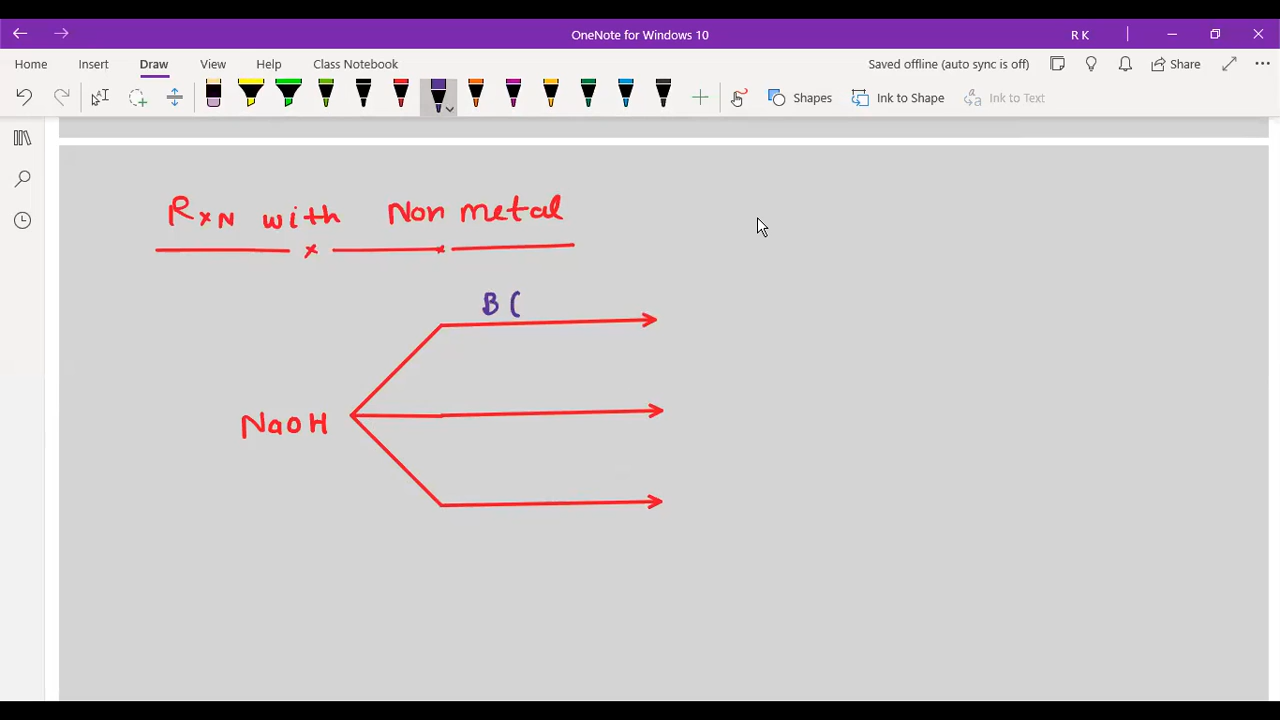 OneNote for Windows 10
R K
Home Insert Draw View Help Class Notebook
Saved offline (auto sync is off) Share
Shapes Ink to Shape Ink to Text
RxN with Non metal
B (
NaOH